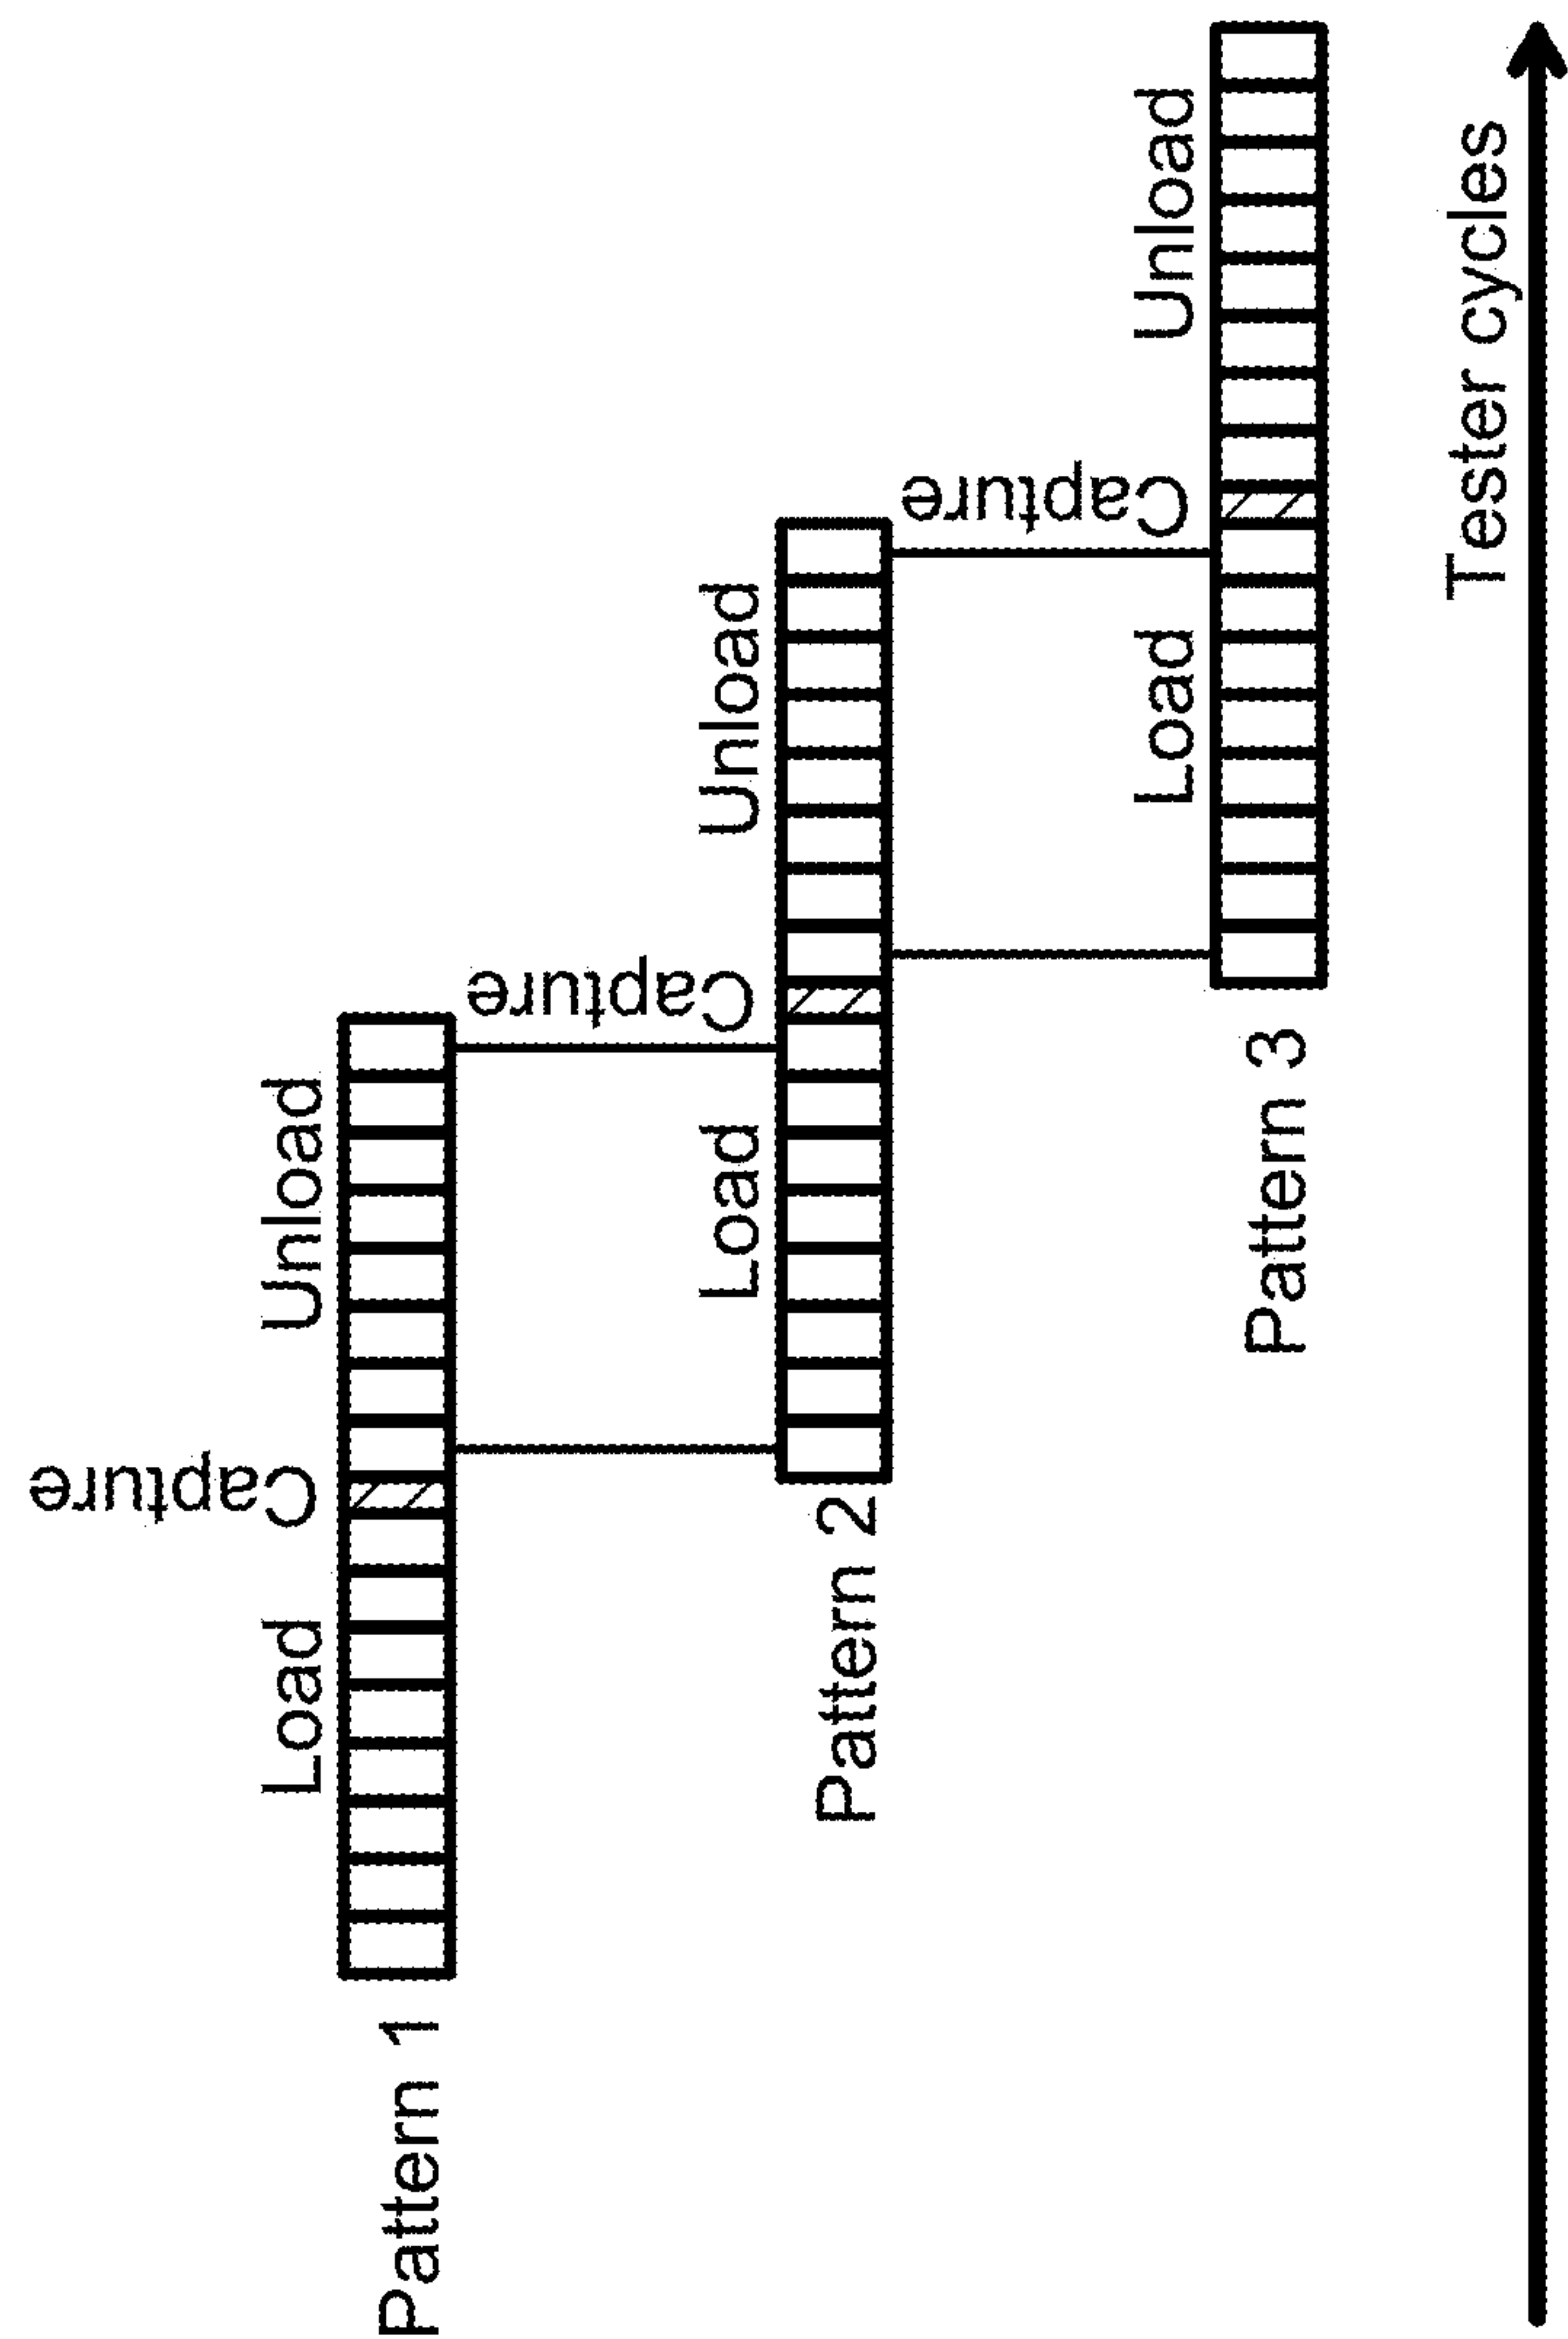 Capture
Load
Unload
Pattern 1
Capture
Load
Unload
Pattern 2
Capture
Load
Unload
Pattern 3
Tester cycles